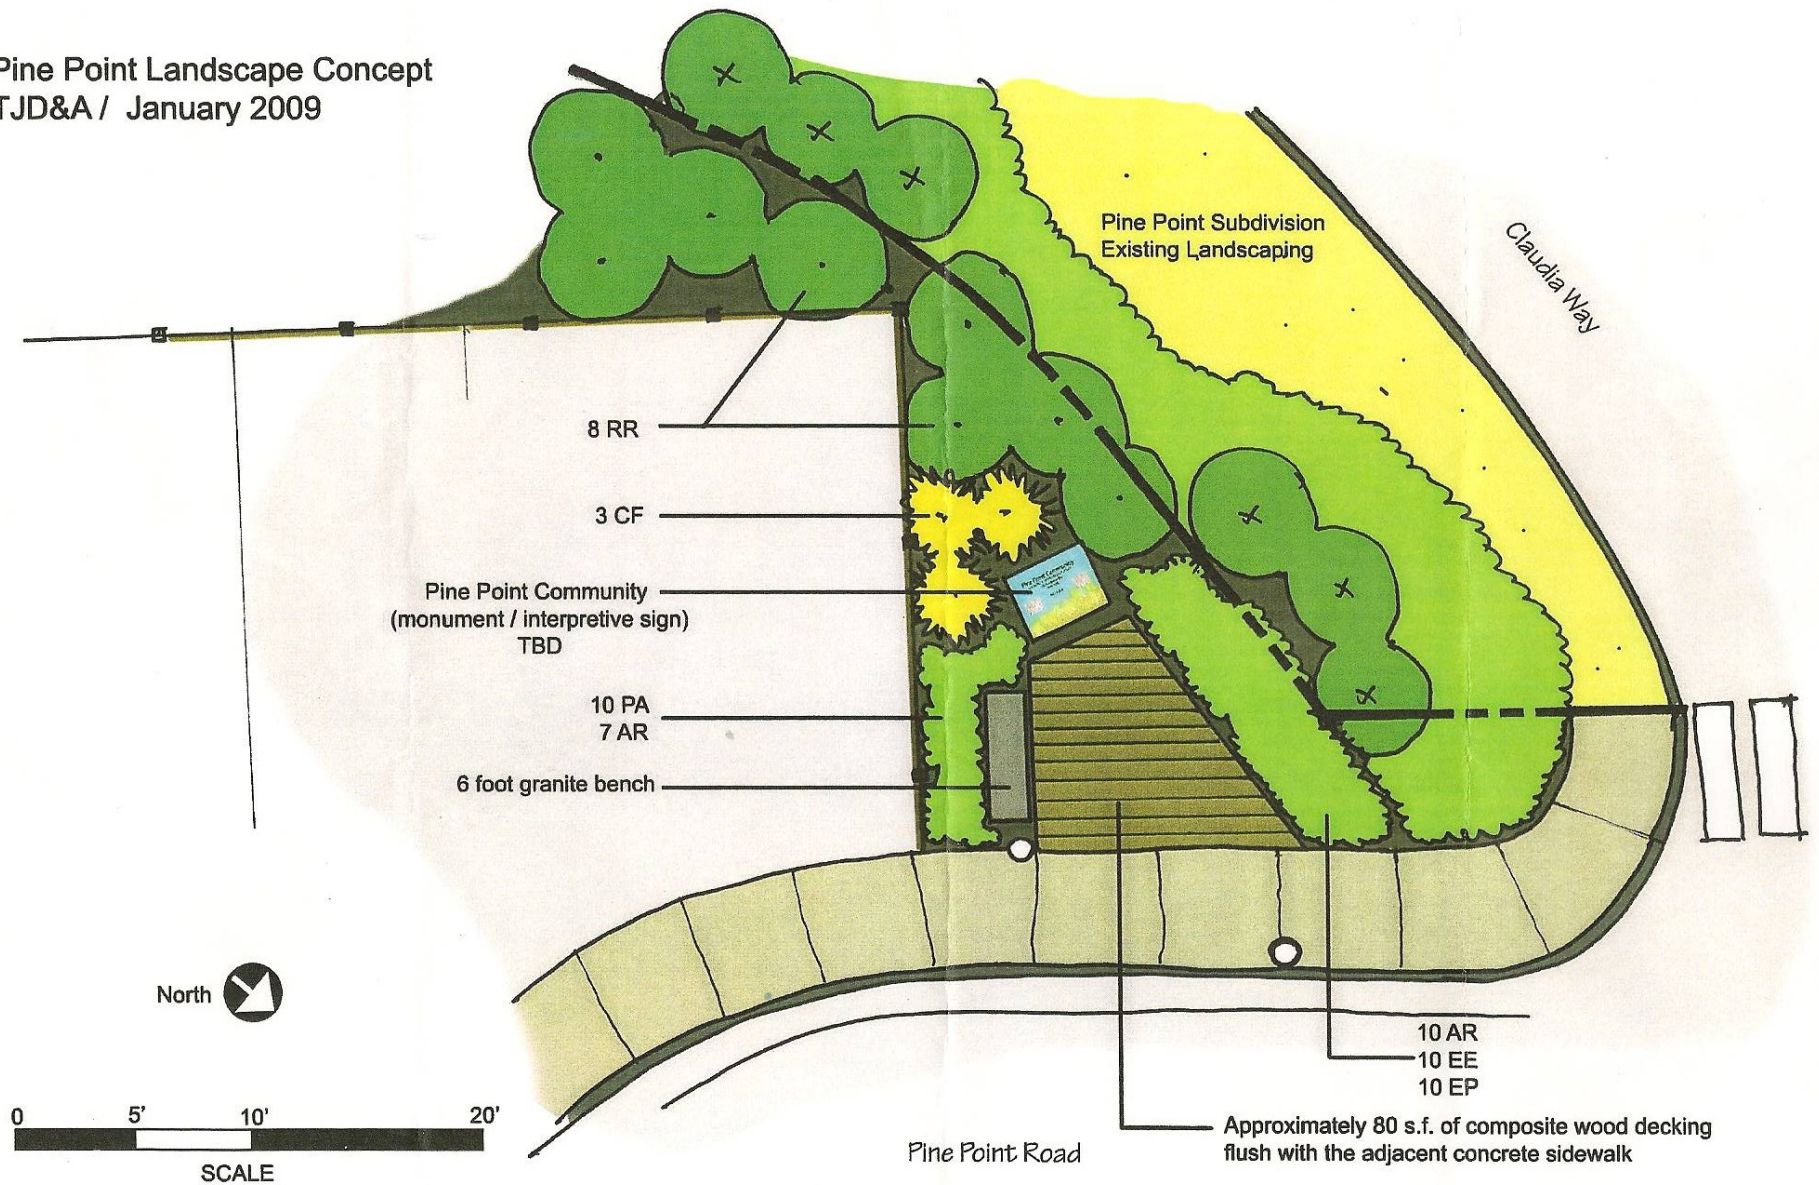 Pine Point Landscape Concept
TJD&A / January 2009
Pine Point Subdivision
Existing Landscaping
Claudia Way
8 RR
3 CF
Pine Point Community
(monument / interpretive sign)
TBD
Pine Point Community
10 PA
7 AR
6 foot granite bench
North
10 AR
10 EE
10 EP
Approximately 80 s.f. of composite wood decking
flush with the adjacent concrete sidewalk
Pine Point Road
0 5' 10' 20'
SCALE